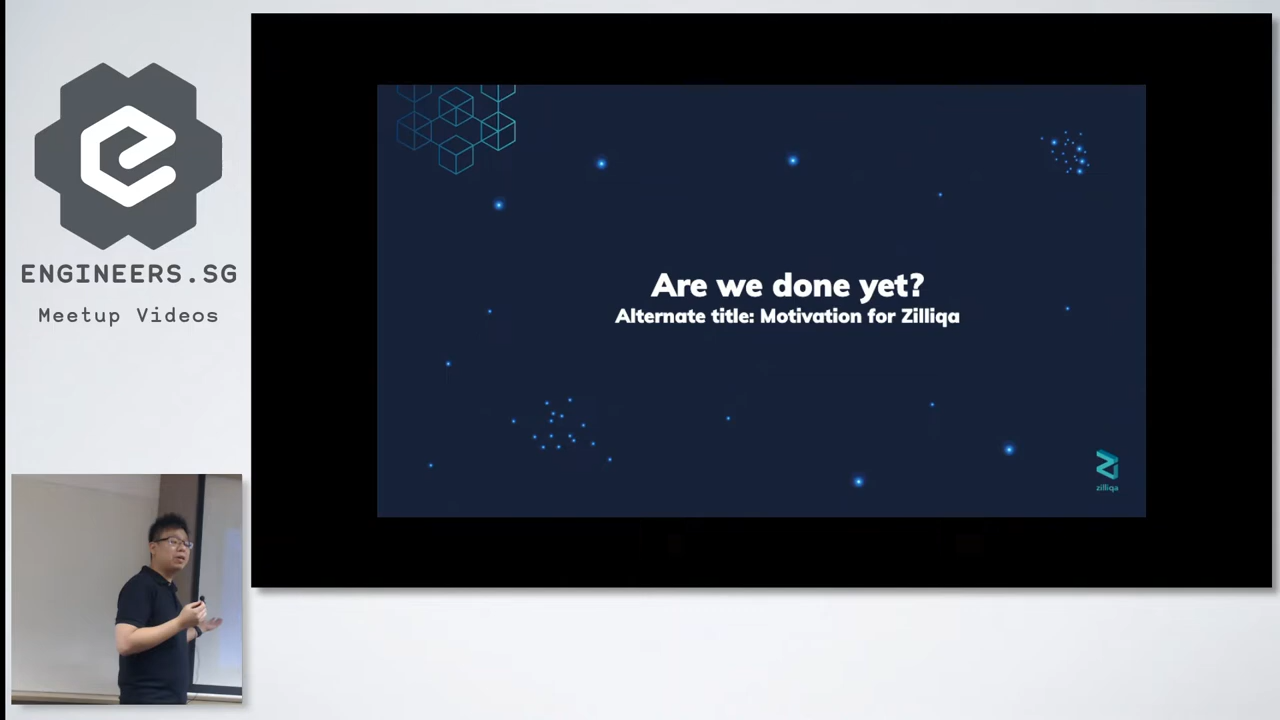 ENGINEERS.SG
Meetup Videos
Are we done yet?
Alternate title: Motivation for Zilliqa
zilliqa